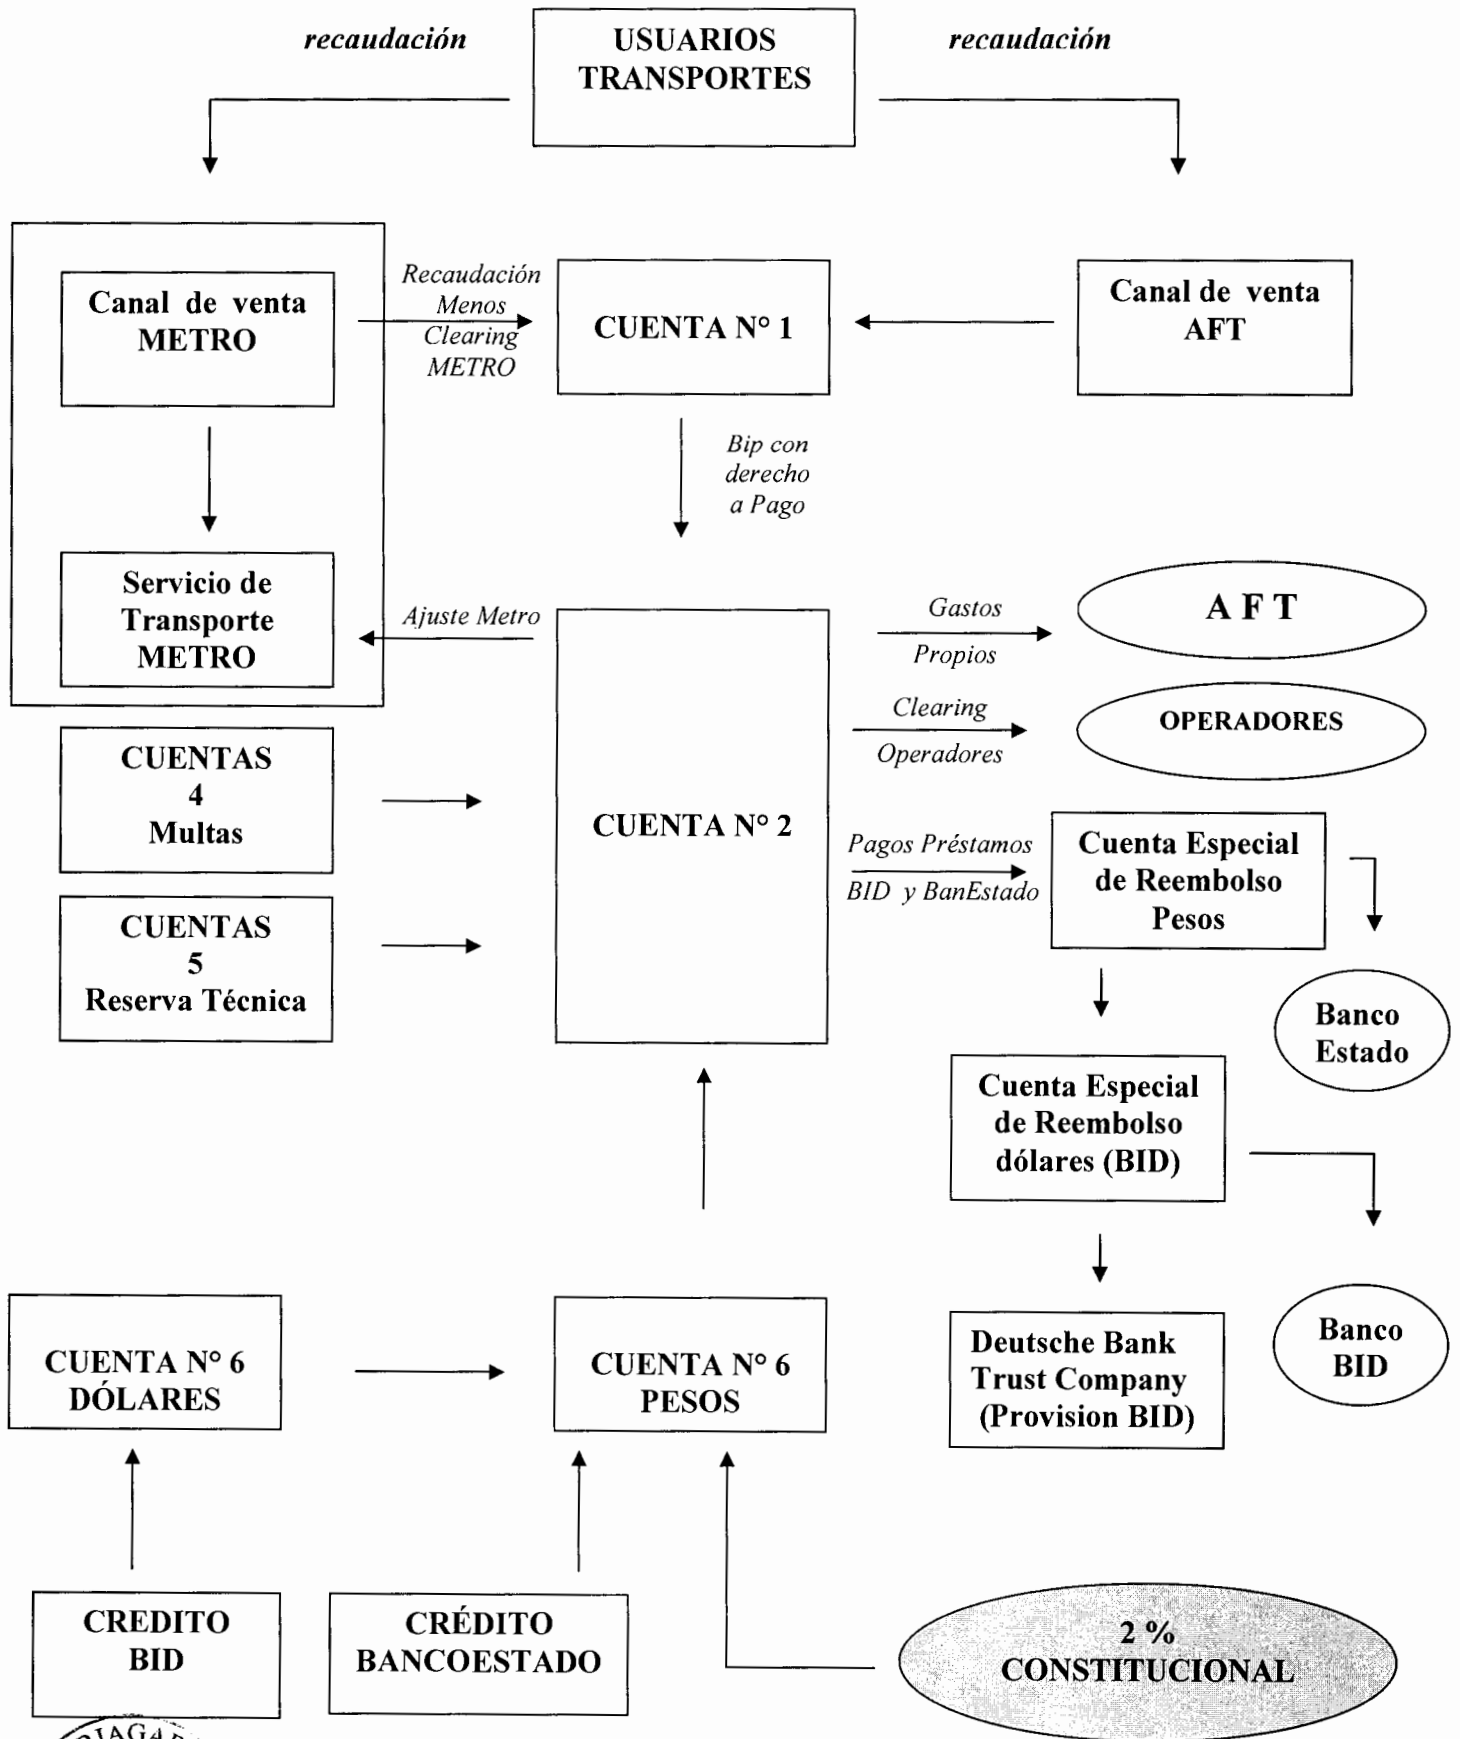 recaudación
USUARIOS
TRANSPORTES
recaudación
Canal de venta
METRO
Recaudación
Menos
Clearing
METRO
CUENTA N° 1
Canal de venta
AFT
Bip con
derecho
a Pago
Servicio de
Transporte
METRO
Ajuste Metro
Gastos
Propios
A F T
Clearing
Operadores
OPERADORES
CUENTAS
4
Multas
CUENTA N° 2
Pagos Préstamos
BID y BanEstado
Cuenta Especial
de Reembolso
Pesos
CUENTAS
5
Reserva Técnica
Banco
Estado
Cuenta Especial
de Reembolso
dólares (BID)
CUENTA N° 6
DÓLARES
CUENTA N° 6
PESOS
Deutsche Bank
Trust Company
(Provision BID)
Banco
BID
CREDITO
BID
CRÉDITO
BANCOESTADO
2 %
CONSTITUCIONAL